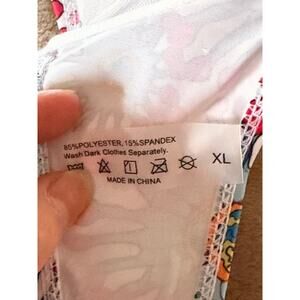 85%POLYESTER, 15%SPANDEX
Wash Dark Clothes Separately.
XL
MADE IN CHINA